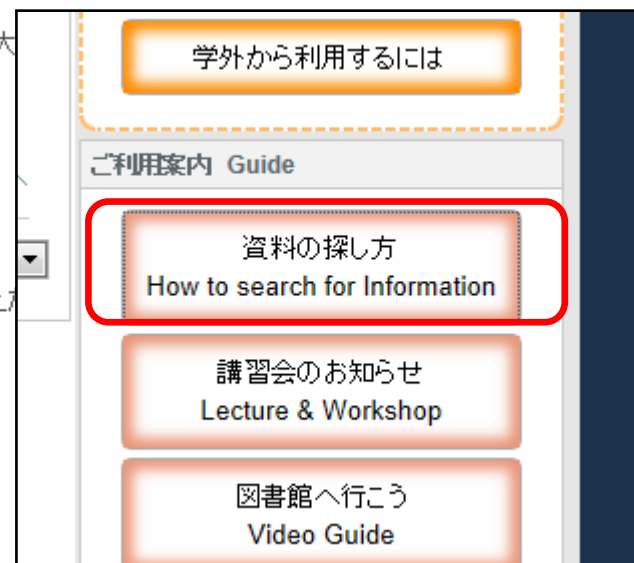 学外から利用するには
ご利用案内 Guide
資料の探し方
How to search for Information
講習会のお知らせ
Lecture & Workshop
図書館へ行こう
Video Guide